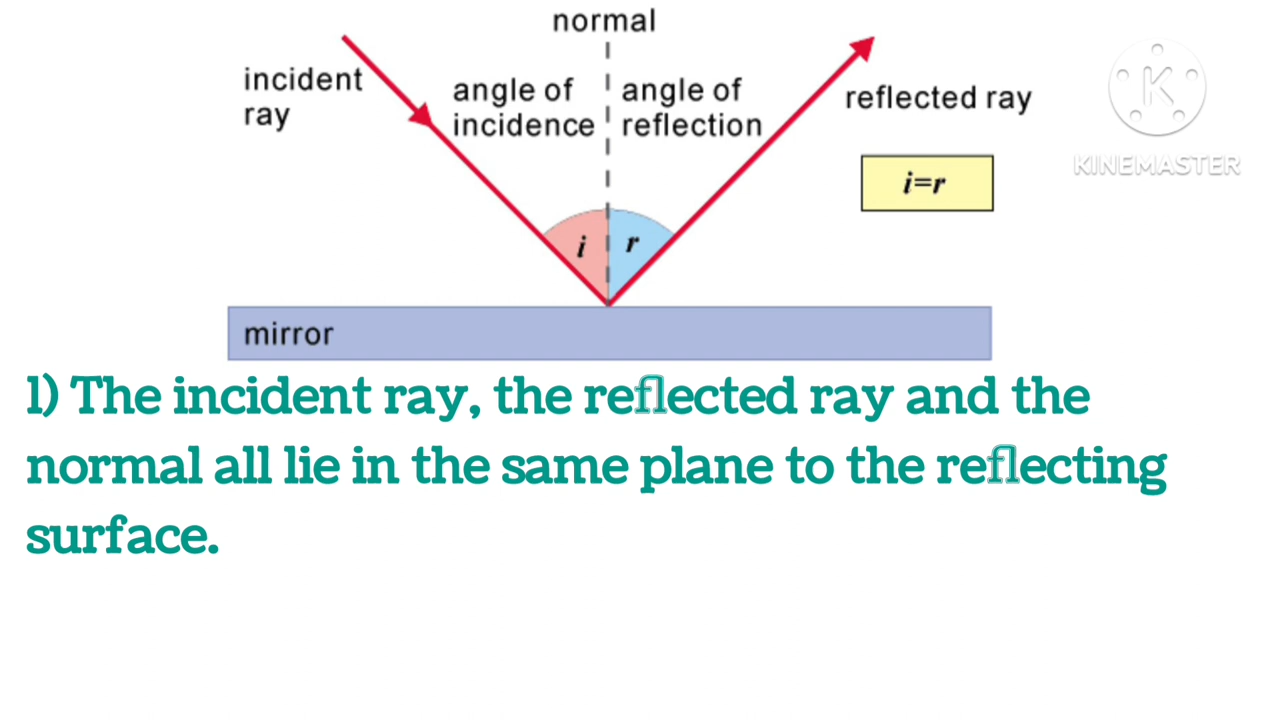 normal
incident
ray
angle of
incidence
angle of
reflection
reflected ray
K
KINEMASTER
i=r
i
r
mirror
1) The incident ray, the reflected ray and the
normal all lie in the same plane to the reflecting
surface.